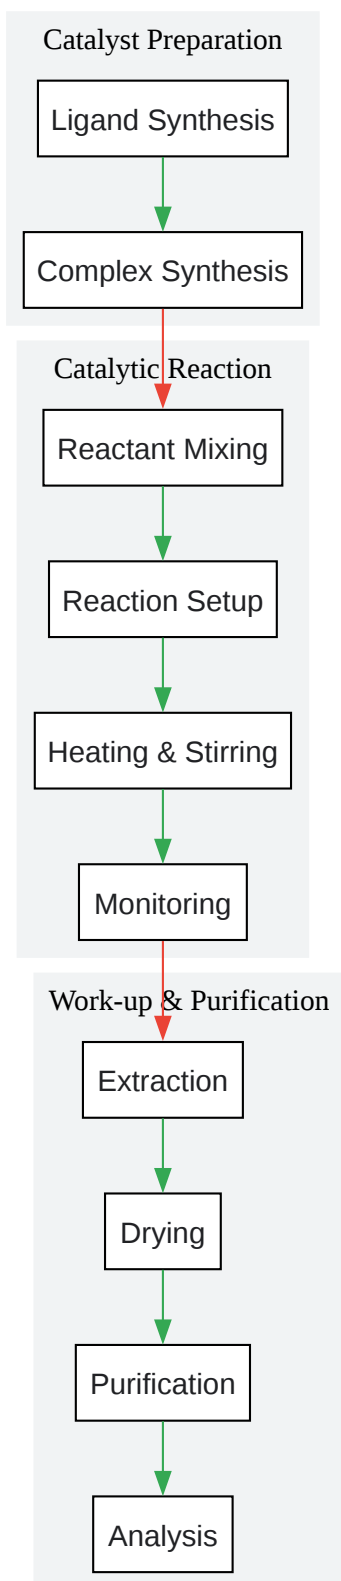 Catalyst Preparation
Ligand Synthesis
Complex Synthesis
Catalytic Reaction
Reactant Mixing
Reaction Setup
Heating & Stirring
Monitoring
Work-up & Purification
Extraction
Drying
Purification
Analysis